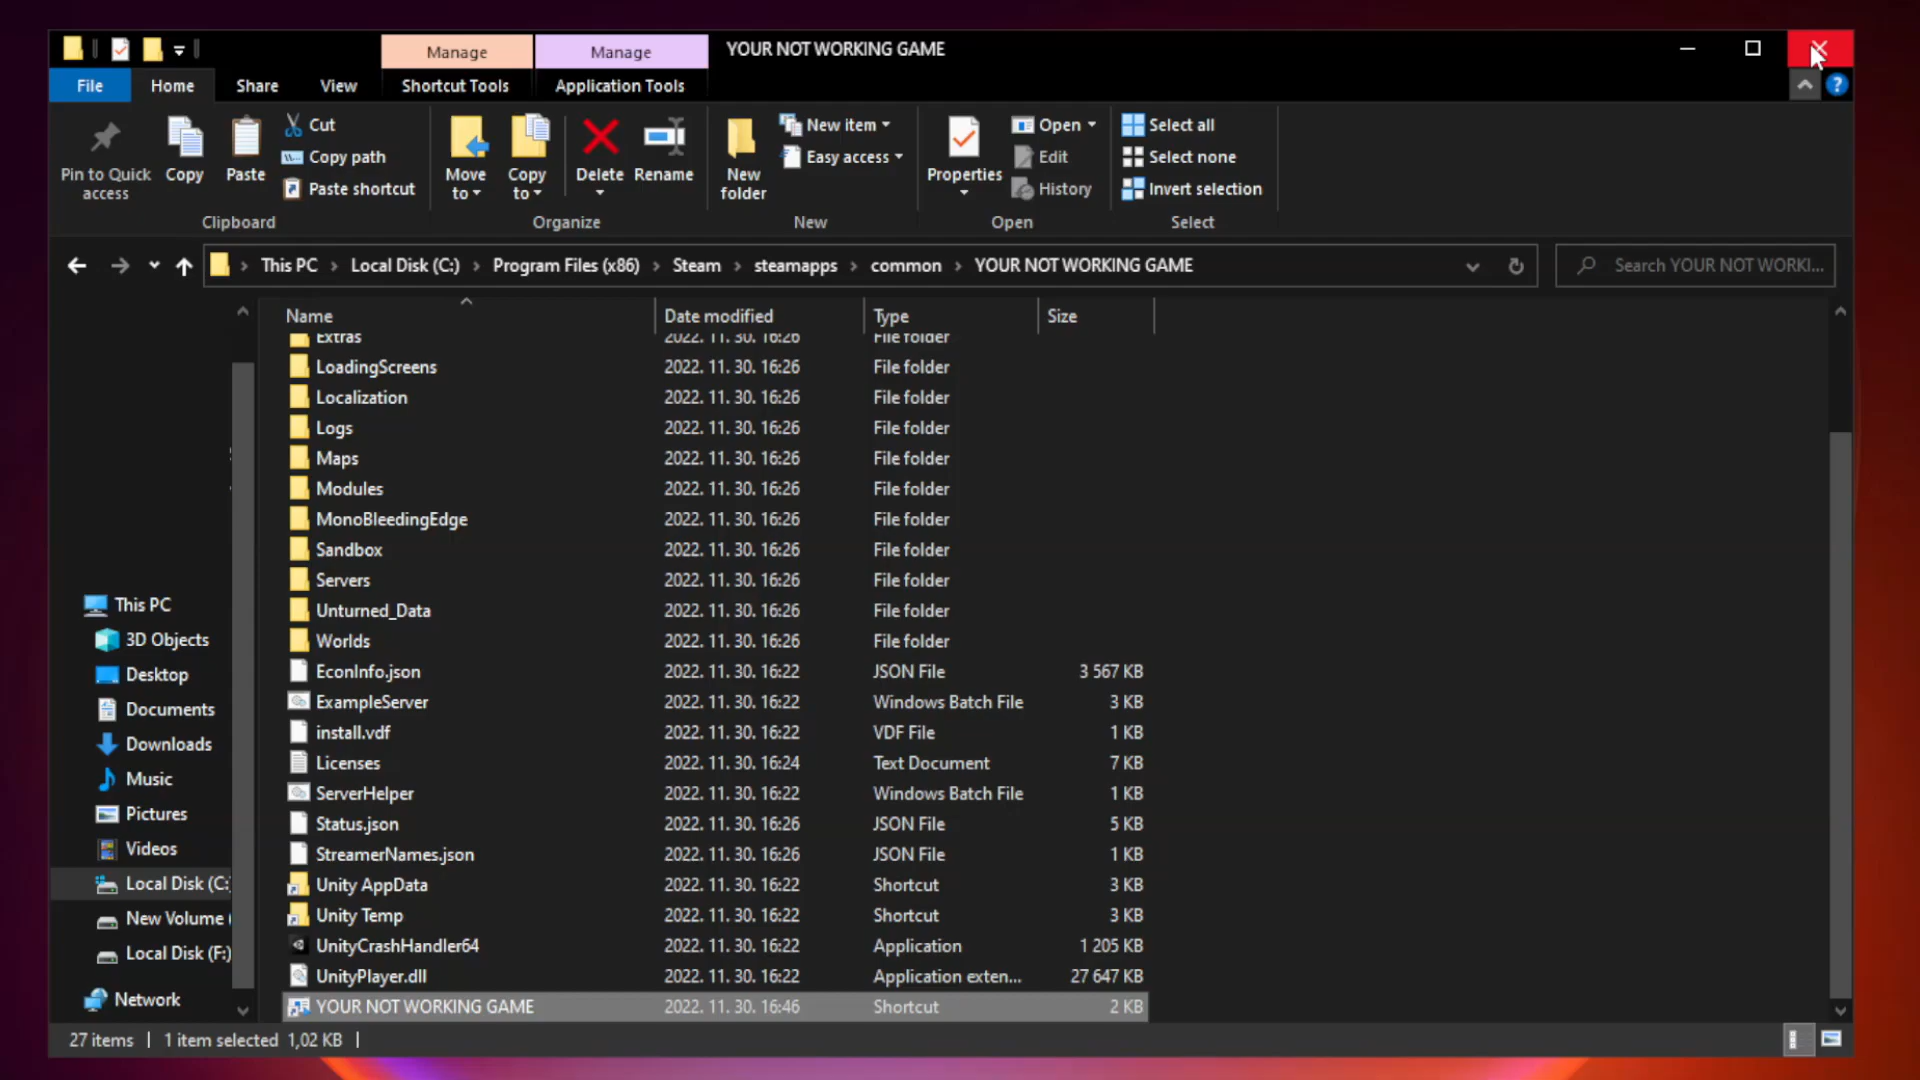 Manage Manage YOUR NOT WORKING GAME
File Home Share View Shortcut Tools Application Tools
Pin to Quick access
Copy
Paste
Cut
Copy path
Paste shortcut
Clipboard
Move to
Copy to
Delete
Rename
Organize
New folder
New item
Easy access
New
Properties
Open
Edit
History
Open
Select all
Select none
Invert selection
Select
This PC Local Disk (C:) Program Files (x86) Steam steamapps common YOUR NOT WORKING GAME
Search YOUR NOT WORKI...
Name Date modified Type Size
Extras 2022. 11. 30. 16:26 File folder
LoadingScreens 2022. 11. 30. 16:26 File folder
Localization 2022. 11. 30. 16:26 File folder
Logs 2022. 11. 30. 16:26 File folder
Maps 2022. 11. 30. 16:26 File folder
Modules 2022. 11. 30. 16:26 File folder
MonoBleedingEdge 2022. 11. 30. 16:26 File folder
Sandbox 2022. 11. 30. 16:26 File folder
Servers 2022. 11. 30. 16:26 File folder
Unturned_Data 2022. 11. 30. 16:26 File folder
Worlds 2022. 11. 30. 16:26 File folder
EconInfo.json 2022. 11. 30. 16:22 JSON File 3 567 KB
ExampleServer 2022. 11. 30. 16:22 Windows Batch File 3 KB
install.vdf 2022. 11. 30. 16:22 VDF File 1 KB
Licenses 2022. 11. 30. 16:24 Text Document 7 KB
ServerHelper 2022. 11. 30. 16:22 Windows Batch File 1 KB
Status.json 2022. 11. 30. 16:26 JSON File 5 KB
StreamerNames.json 2022. 11. 30. 16:26 JSON File 1 KB
Unity AppData 2022. 11. 30. 16:22 Shortcut 3 KB
Unity Temp 2022. 11. 30. 16:22 Shortcut 3 KB
UnityCrashHandler64 2022. 11. 30. 16:22 Application 1 205 KB
UnityPlayer.dll 2022. 11. 30. 16:22 Application exten... 27 647 KB
YOUR NOT WORKING GAME 2022. 11. 30. 16:46 Shortcut 2 KB
This PC
3D Objects
Desktop
Documents
Downloads
Music
Pictures
Videos
Local Disk (C:)
New Volume (
Local Disk (F:)
Network
27 items 1 item selected 1,02 KB